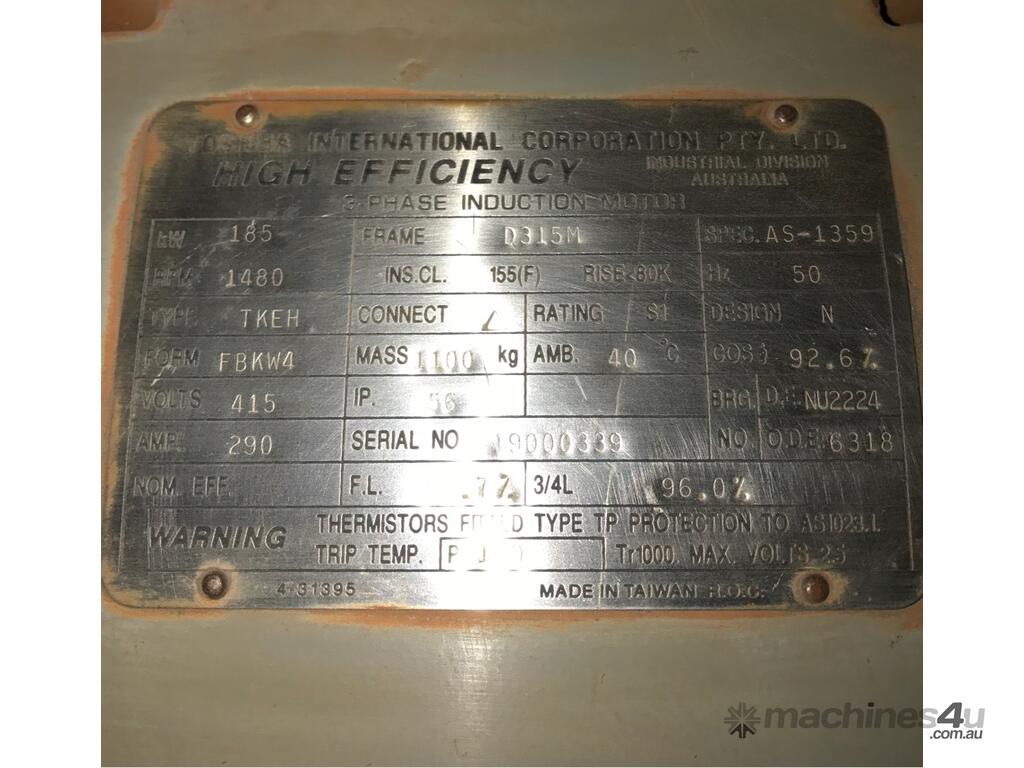 INTERNATIONAL CORPORATION PTY. LTD.
HIGH EFFICIENCY INDUSTRIAL DIVISION
AUSTRALIA
3-PHASE INDUCTION MOTOR
kW 185 FRAME D315M SPEC. AS-1359
RPM 1480 INS.CL. 155(F) RISE<80K Hz 50
TYPE TKEH CONNECT RATING S1 DESIGN N
FORM FBKW4 MASS 1100 kg AMB. 40 °C COS 92.6%
VOLTS 415 IP. 56 BRG. D.E. NU2224
AMP. 290 SERIAL NO 19000339 NO. O.D.E. 6318
NOM. EFF. F.L. 3/4L 96.0%
WARNING THERMISTORS TYPE TP PROTECTION TO AS1023.1.
TRIP TEMP. Tr1000. MAX. VOLTS 2.5
4-31395 MADE IN TAIWAN R.O.C.
machines4u
.com.au